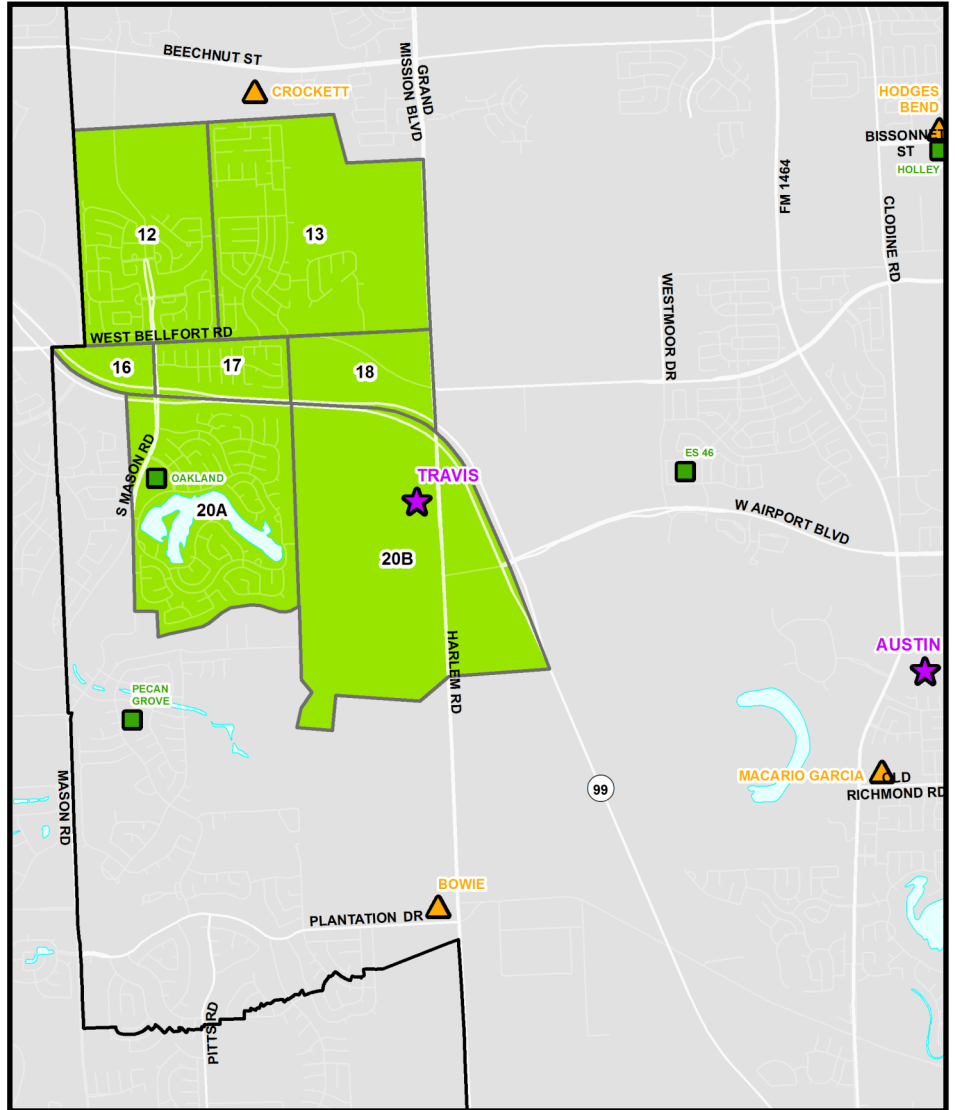 BEECHNUT ST
GRAND
MISSION BLVD
CROCKETT
HODGES
BEND
BISSONNET
ST
HOLLEY
FM 1464
CLODINE RD
12
13
WESTMOOR DR
WEST BELLFORT RD
16
17
18
S MASON RD
OAKLAND
20A
TRAVIS
20B
ES 46
W AIRPORT BLVD
HARLEM RD
AUSTIN
PECAN
GROVE
MASON RD
99
MACARIO GARCIA
OLD
RICHMOND RD
BOWIE
PLANTATION DR
PITTS RD